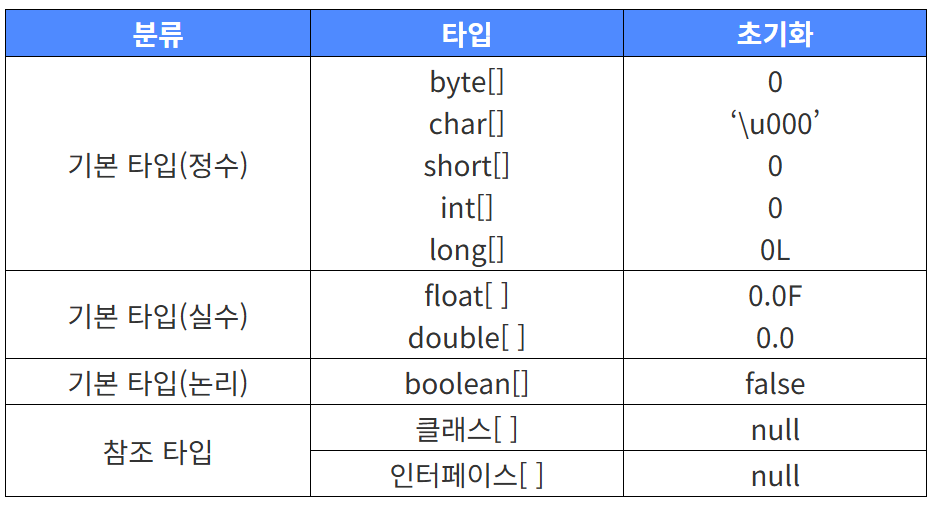 분류 타입 초기화
기본 타입(정수)
byte[] 0
char[] ‘\u000’
short[] 0
int[] 0
long[] 0L
기본 타입(실수)
float[ ] 0.0F
double[ ] 0.0
기본 타입(논리) boolean[] false
참조 타입
클래스[ ] null
인터페이스[ ] null